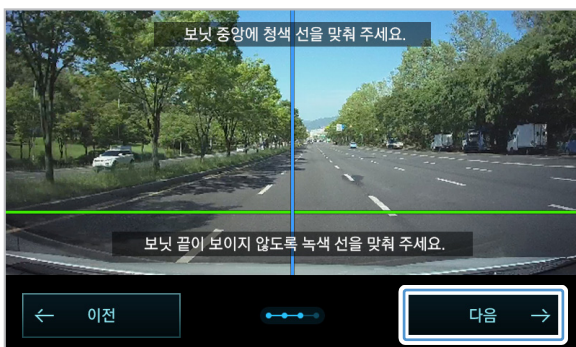 보닛 중앙에 청색 선을 맞춰 주세요.
보닛 끝이 보이지 않도록 녹색 선을 맞춰 주세요.
이전
다음